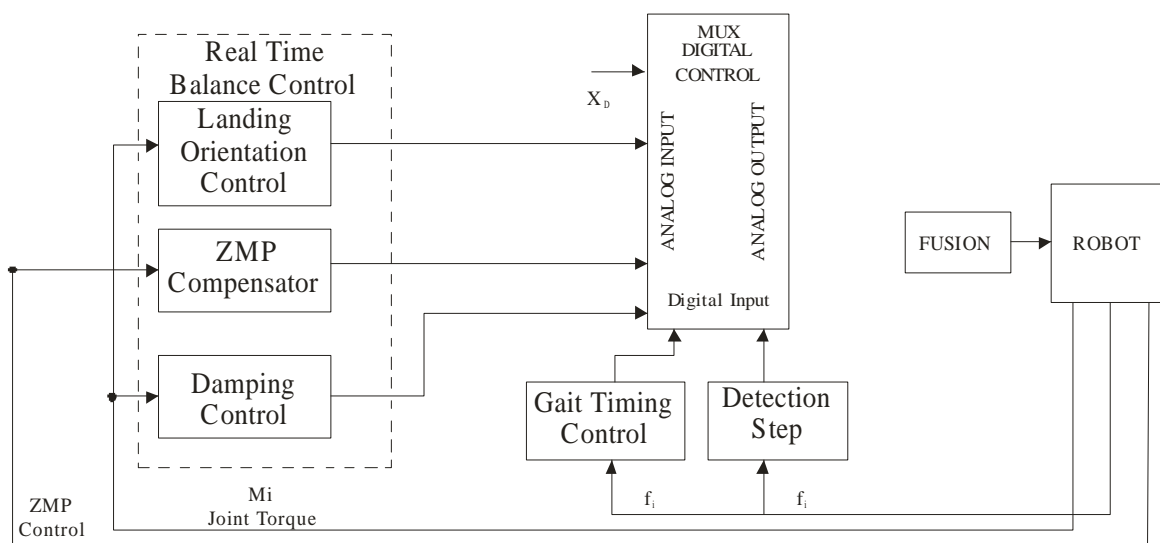 Real Time
Balance Control
Landing
Orientation
Control
ZMP
Compensator
Damping
Control
MUX
DIGITAL
CONTROL
X_D
ANALOG INPUT
ANALOG OUTPUT
Digital Input
FUSION
ROBOT
Gait Timing
Control
Detection
Step
f_i
f_i
Mi
Joint Torque
ZMP
Control